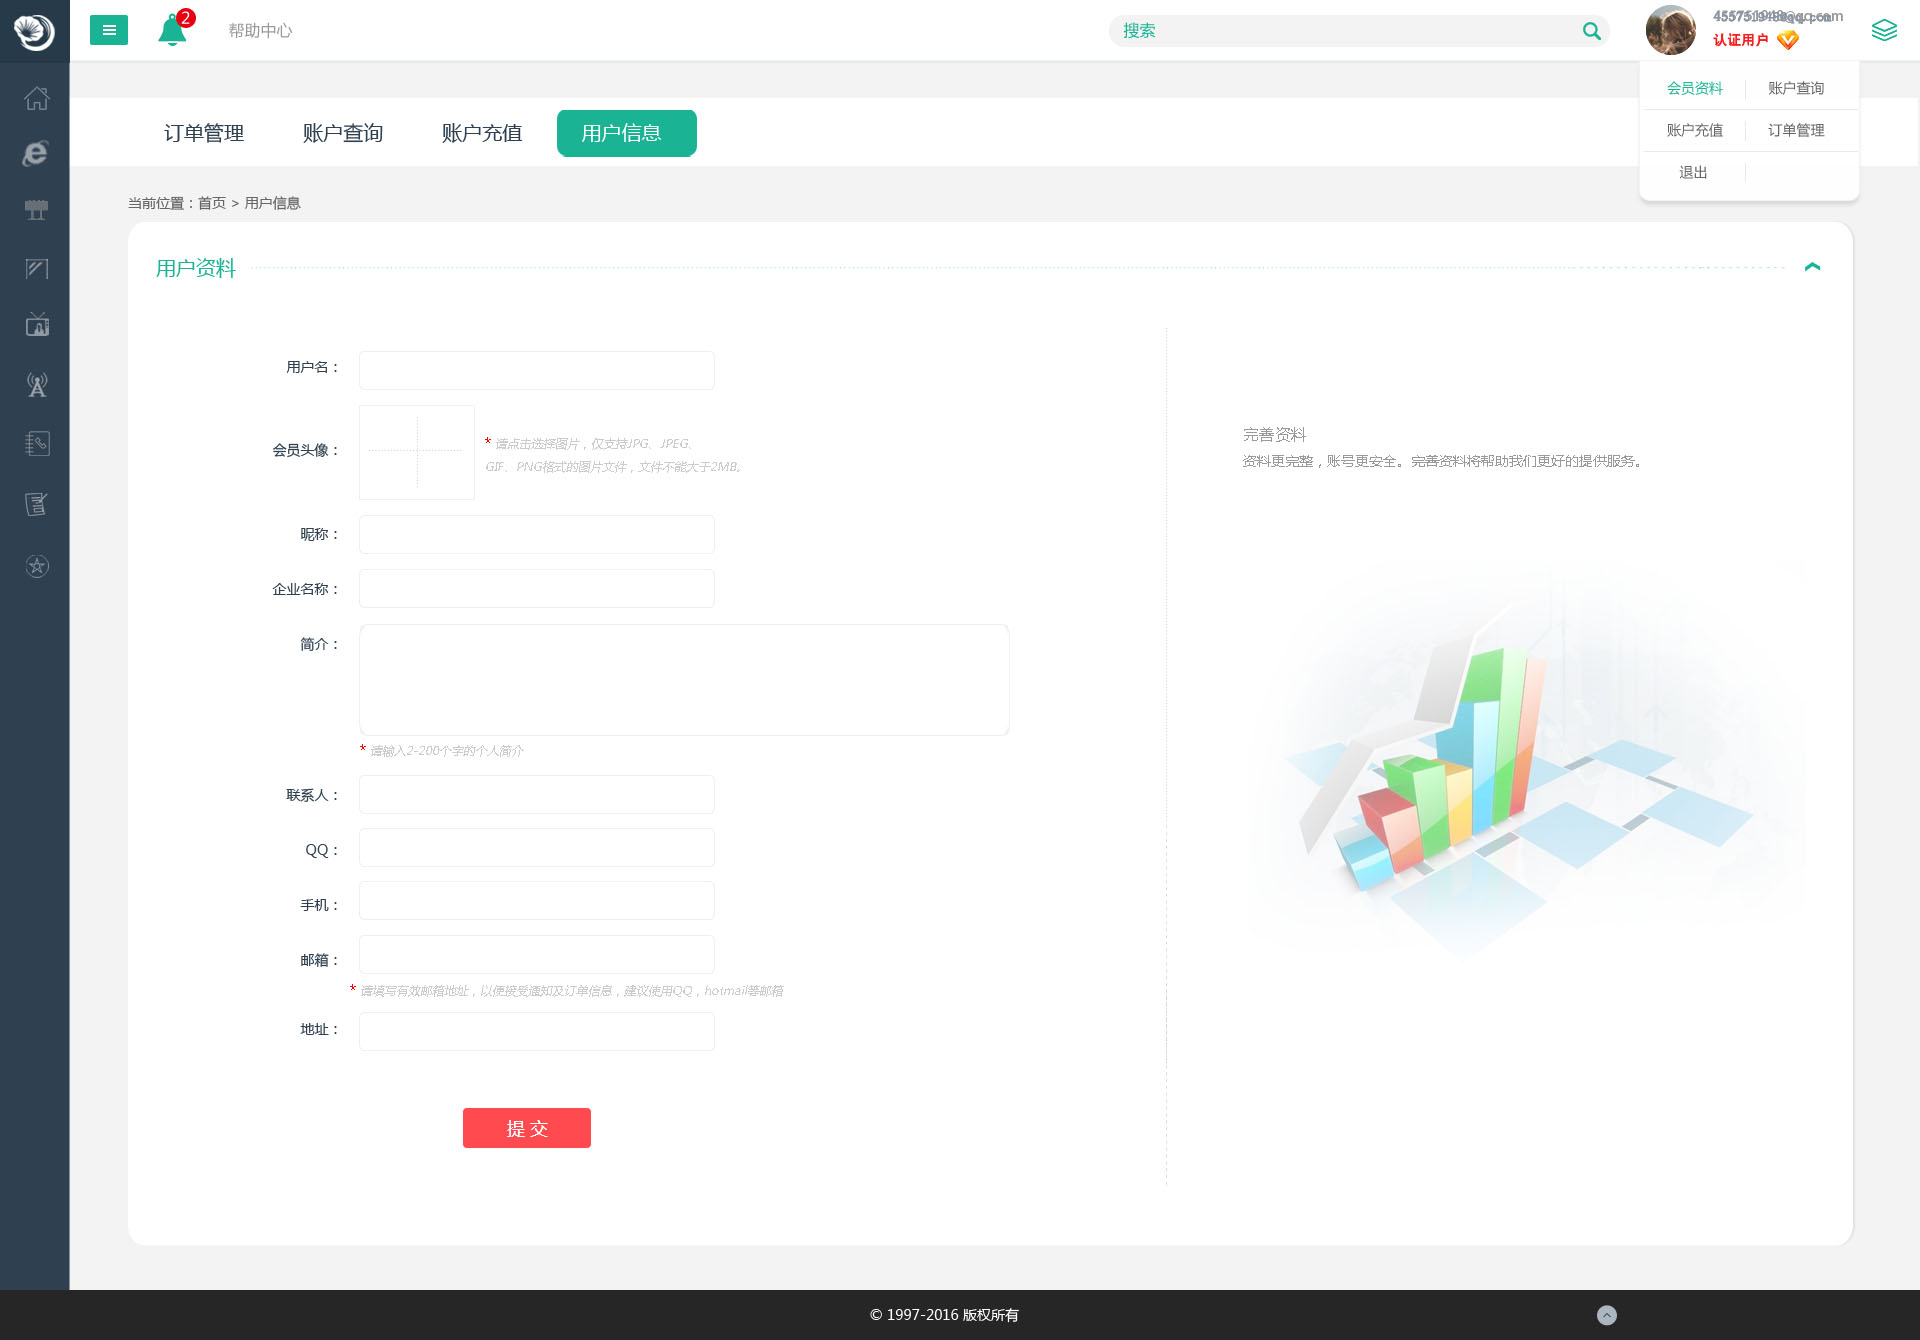 2
帮助中心
搜索
认证用户
会员资料
账户查询
账户充值
订单管理
退出
订单管理
账户查询
账户充值
用户信息
当前位置：首页 > 用户信息
用户资料
用户名：
会员头像：
* 请点击选择图片，仅支持JPG、JPEG、
GIF、PNG格式的图片文件，文件不能大于2MB。
昵称：
企业名称：
简介：
* 请输入2-200个字的个人简介
联系人：
QQ：
手机：
邮箱：
* 请填写有效邮箱地址，以便接受通知及订单信息，建议使用QQ，hotmail等邮箱
地址：
提 交
完善资料
资料更完整，账号更安全。完善资料将帮助我们更好的提供服务。
© 1997-2016 版权所有